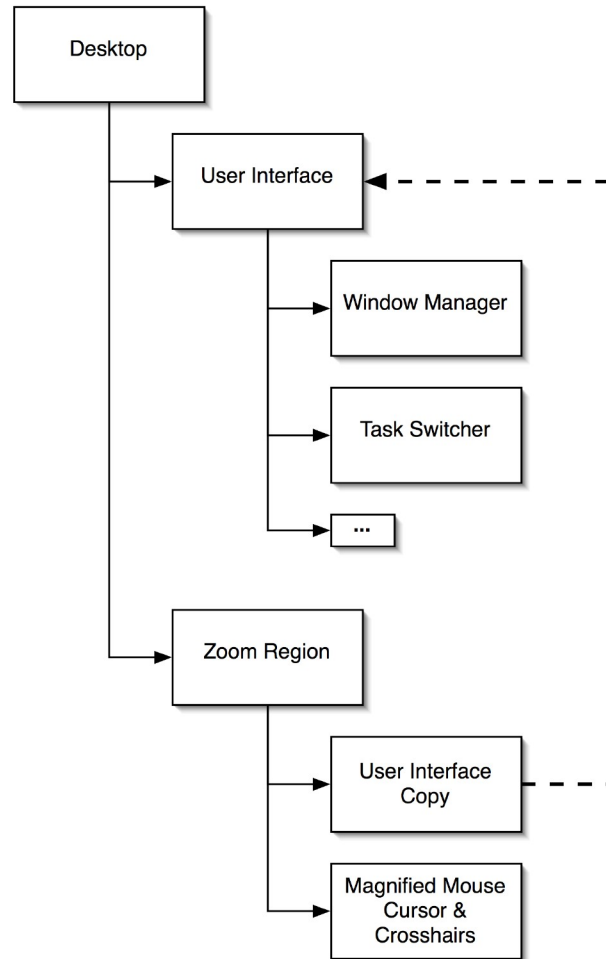 Desktop
User Interface
Window Manager
Task Switcher
...
Zoom Region
User Interface
Copy
Magnified Mouse
Cursor &
Crosshairs